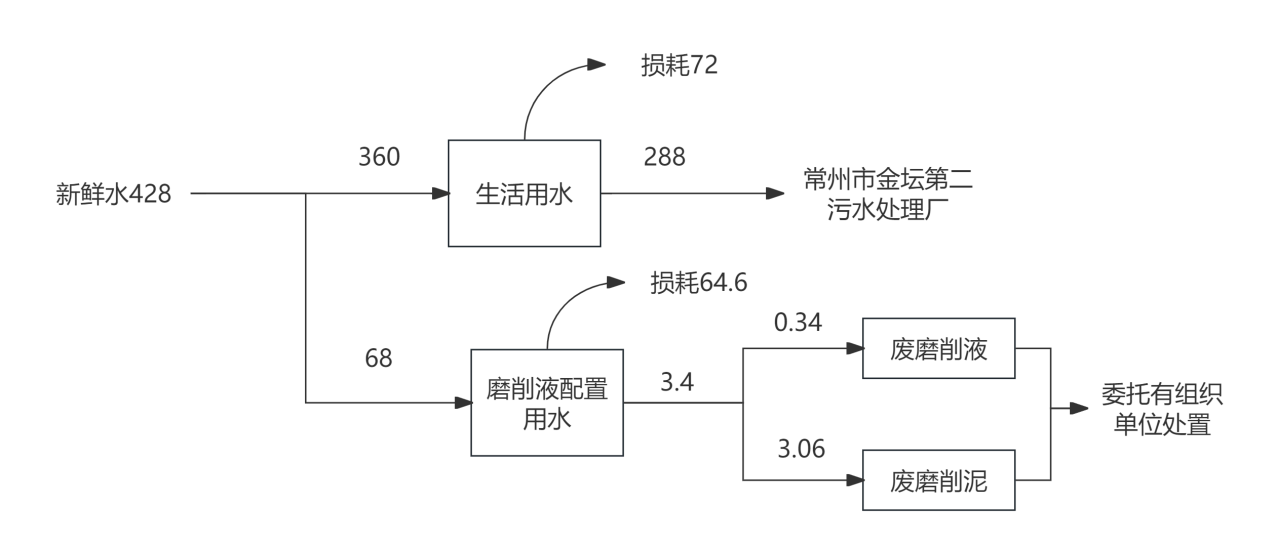 损耗72
360
288
新鲜水428
生活用水
常州市金坛第二
污水处理厂
损耗64.6
0.34
68
废磨削液
磨削液配置
用水
3.4
委托有组织
单位处置
3.06
废磨削泥